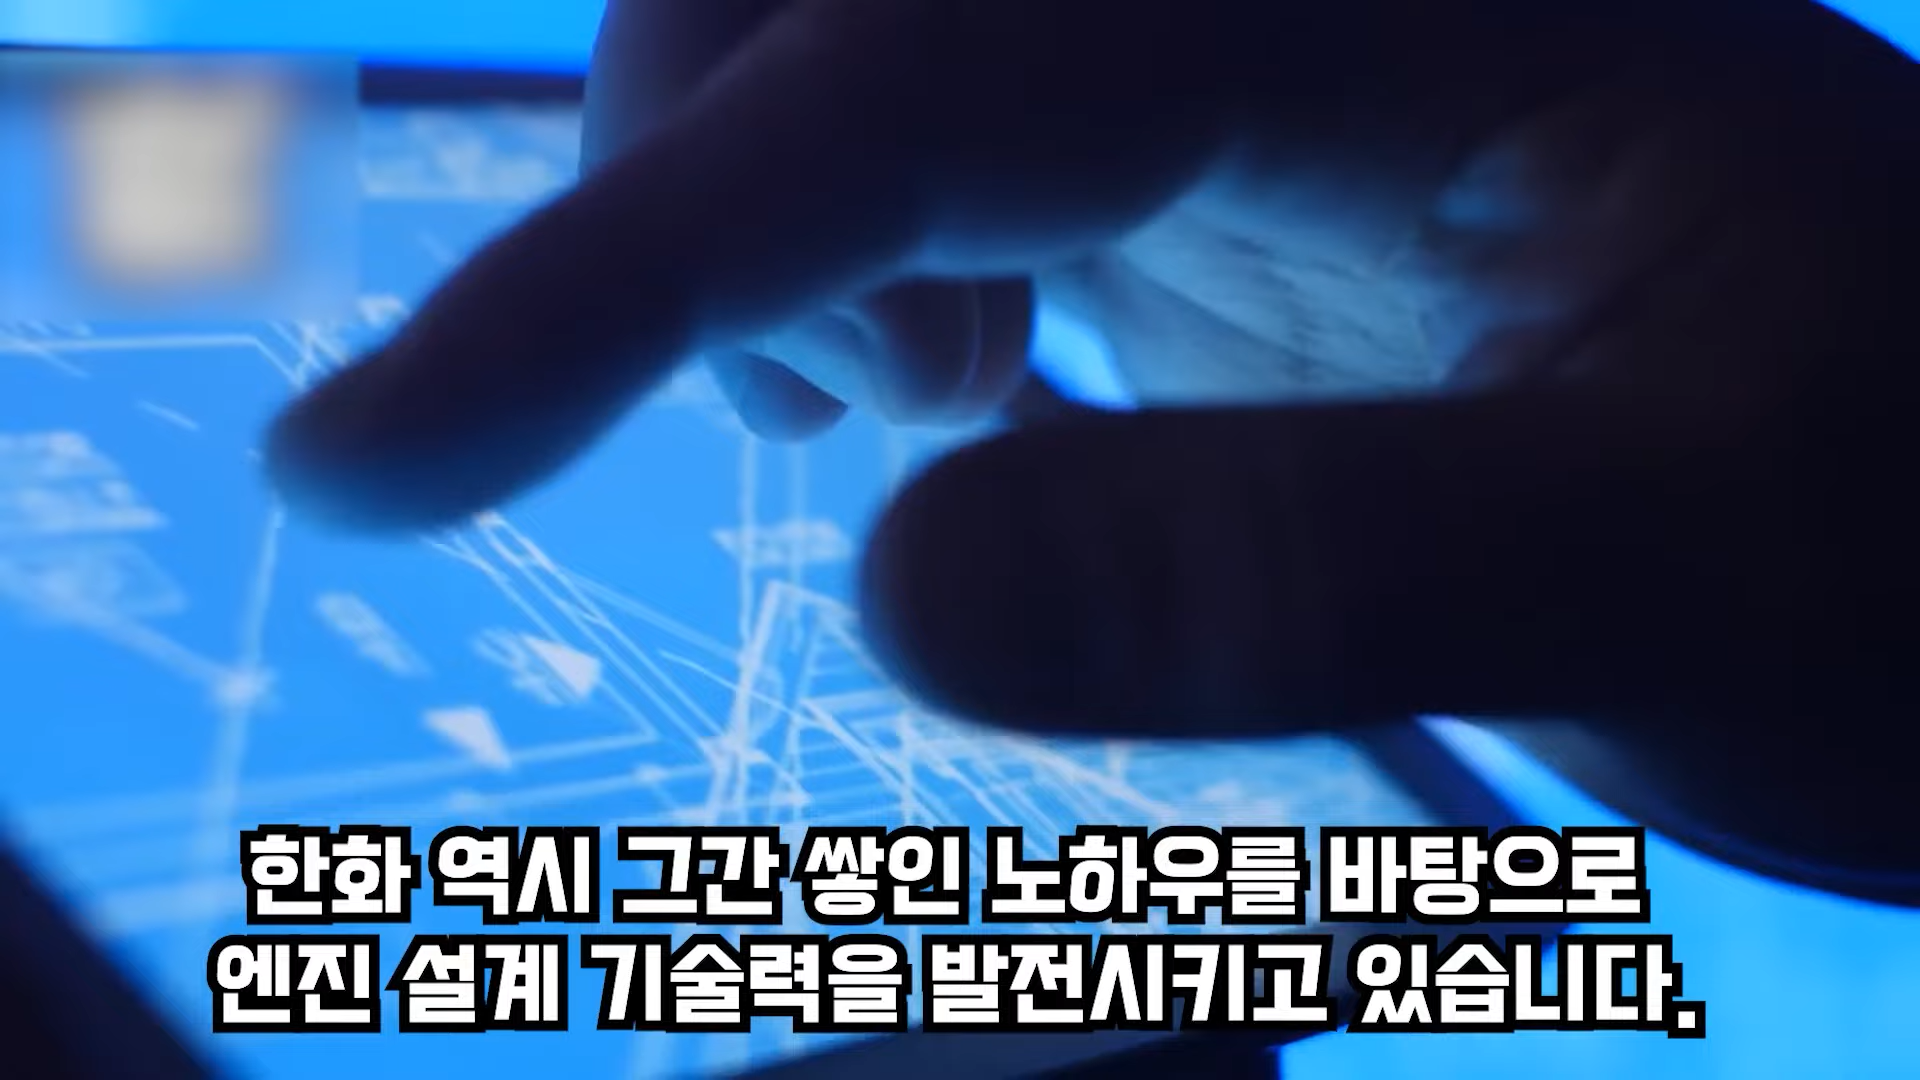 한화 역시 그간 쌓인 노하우를 바탕으로
엔진 설계 기술력을 발전시키고 있습니다.